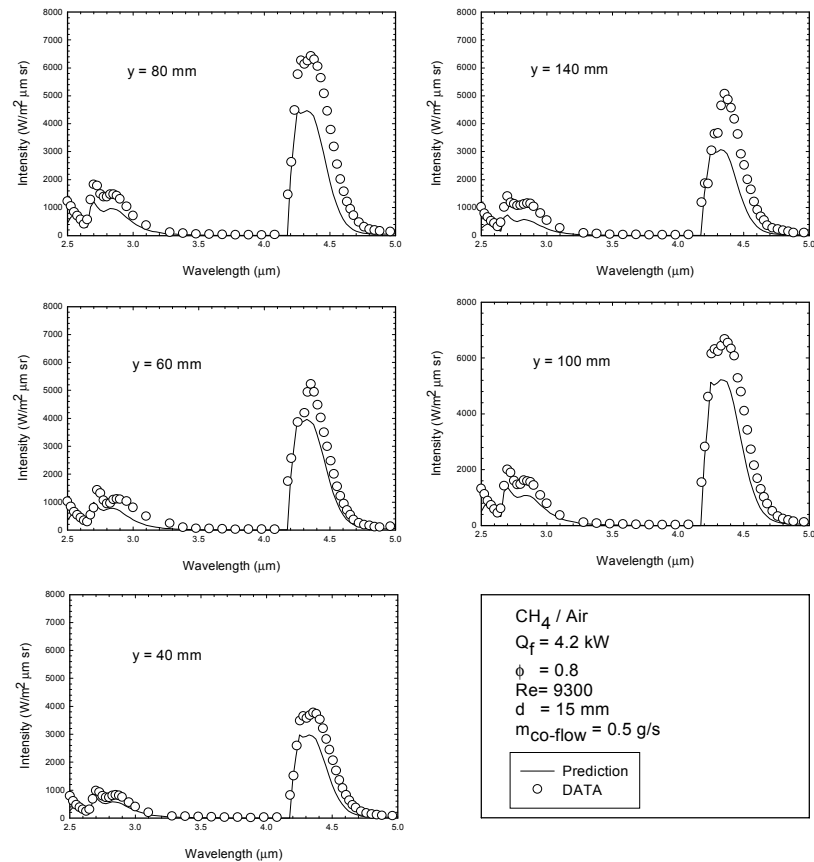 8000
7000
6000
5000
4000
3000
2000
1000
0
Intensity (W/m² μm sr)
y = 80 mm
2.5 3.0 3.5 4.0 4.5 5.0
Wavelength (μm)
8000
7000
6000
5000
4000
3000
2000
1000
0
Intensity (W/m² μm sr)
y = 140 mm
2.5 3.0 3.5 4.0 4.5 5.0
Wavelength (μm)
8000
7000
6000
5000
4000
3000
2000
1000
0
Intensity (W/m² μm sr)
y = 60 mm
2.5 3.0 3.5 4.0 4.5 5.0
Wavelength (μm)
8000
6000
4000
2000
0
Intensity (W/m² μm sr)
y = 100 mm
2.5 3.0 3.5 4.0 4.5 5.0
Wavelength (μm)
8000
7000
6000
5000
4000
3000
2000
1000
0
Intensity (W/m² μm sr)
y = 40 mm
2.5 3.0 3.5 4.0 4.5 5.0
Wavelength (μm)
CH4 / Air
Qf = 4.2 kW
ϕ = 0.8
Re= 9300
d = 15 mm
mco-flow = 0.5 g/s
Prediction
DATA